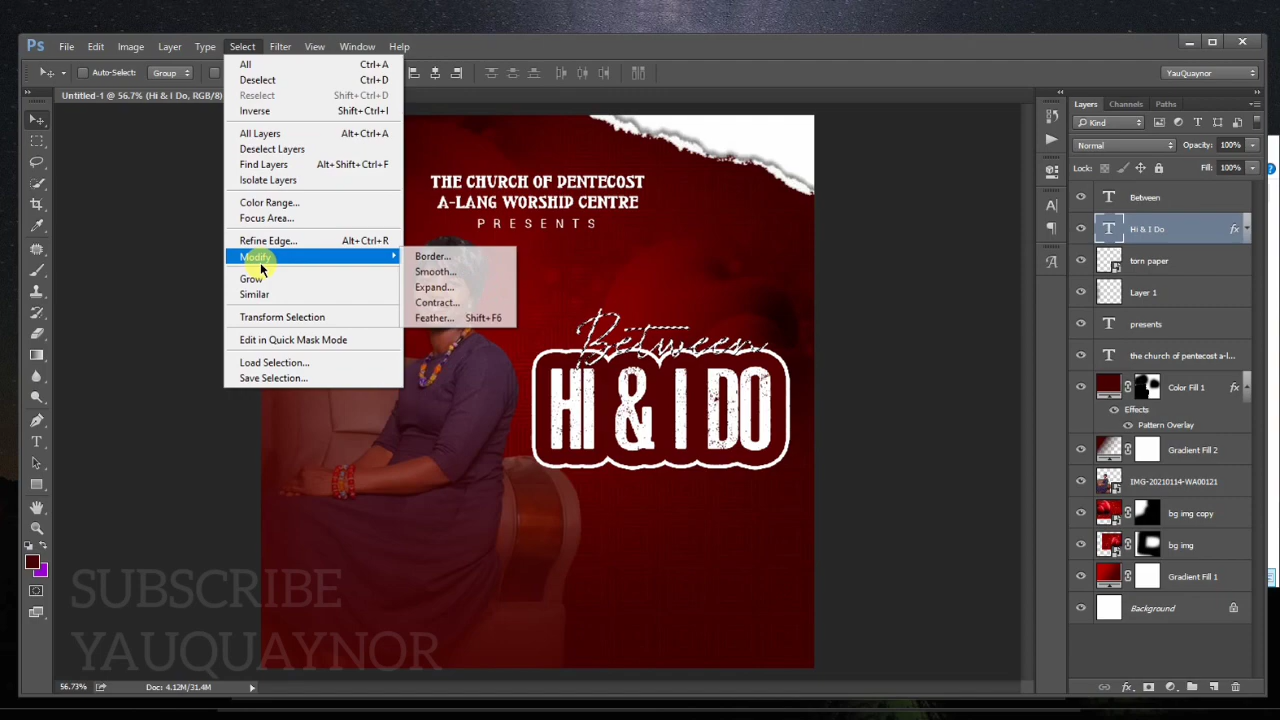 Ps File Edit Image Layer Type Select Filter View Window Help
Auto-Select: Group YauQuaynor
Untitled-1 @ 56.7% (Hi & I Do, RGB/8)
All Ctrl+A
Deselect Ctrl+D
Reselect Shift+Ctrl+D
Inverse Shift+Ctrl+I
All Layers Alt+Ctrl+A
Deselect Layers
Find Layers Alt+Shift+Ctrl+F
Isolate Layers
Color Range...
Focus Area...
Refine Edge... Alt+Ctrl+R
Modify
Grow
Similar
Transform Selection
Edit in Quick Mask Mode
Load Selection...
Save Selection...
Border...
Smooth...
Expand...
Contract...
Feather... Shift+F6
THE CHURCH OF PENTECOST
A-LANG WORSHIP CENTRE
PRESENTS
Between
HI & I DO
SUBSCRIBE
YAUQUAYNOR
Layers Channels Paths
Kind
Normal Opacity: 100%
Lock: Fill: 100%
Between
Hi & I Do fx
torn paper
Layer 1
presents
the church of pentecost a-l...
Color Fill 1 fx
Effects
Pattern Overlay
Gradient Fill 2
IMG-20210114-WA00121
bg img copy
bg img
Gradient Fill 1
Background
56.73% Doc: 4.12M/31.4M
fx